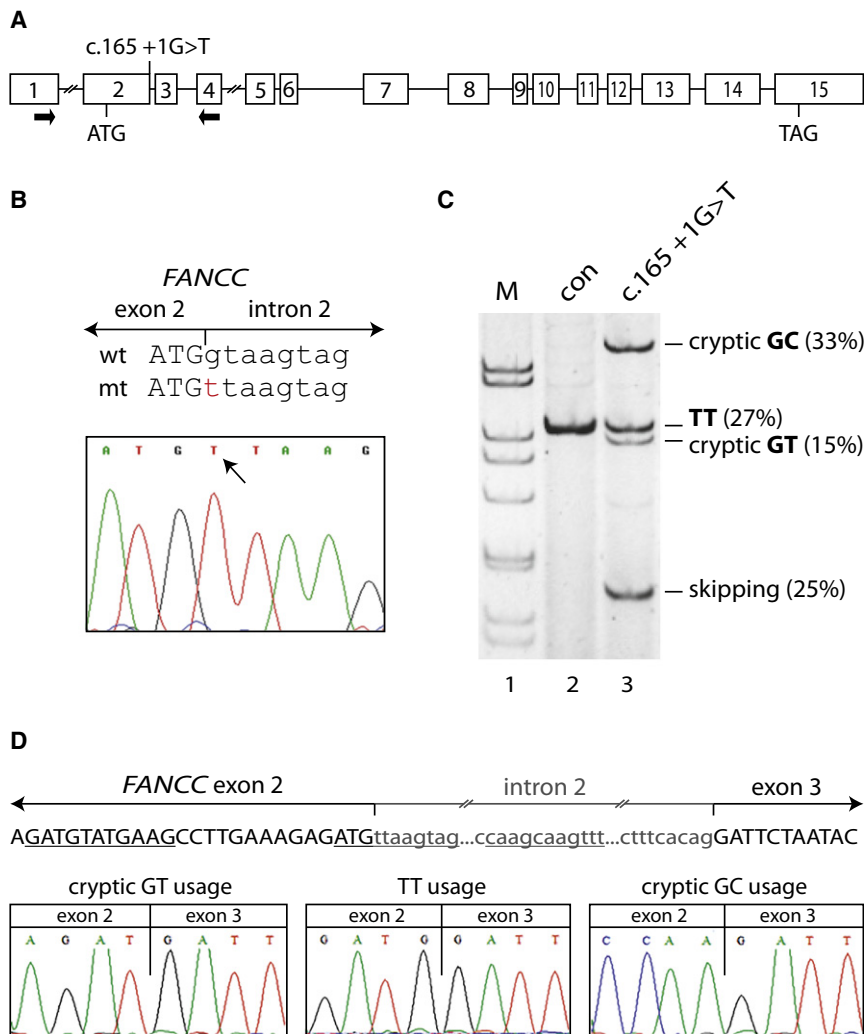 A
c.165 +1G>T
1 2 3 4 5 6 7 8 9 10 11 12 13 14 15
ATG TAG
B
FANCC
exon 2 intron 2
wt ATGgtaagtag
mt ATGttaagtag
A T G T T A A G
C
M con c.165 +1G>T
cryptic GC (33%)
TT (27%)
cryptic GT (15%)
skipping (25%)
1 2 3
D
FANCC exon 2 intron 2 exon 3
AGATGTATGAAGCCTTGAAAGAGATGttaagtag...ccaagcaagttt...ctttcacagGATTCTAATAC
cryptic GT usage TT usage cryptic GC usage
exon 2 exon 3 exon 2 exon 3 exon 2 exon 3
A G A T G A T T G A T G G A T T C C A A G A T T